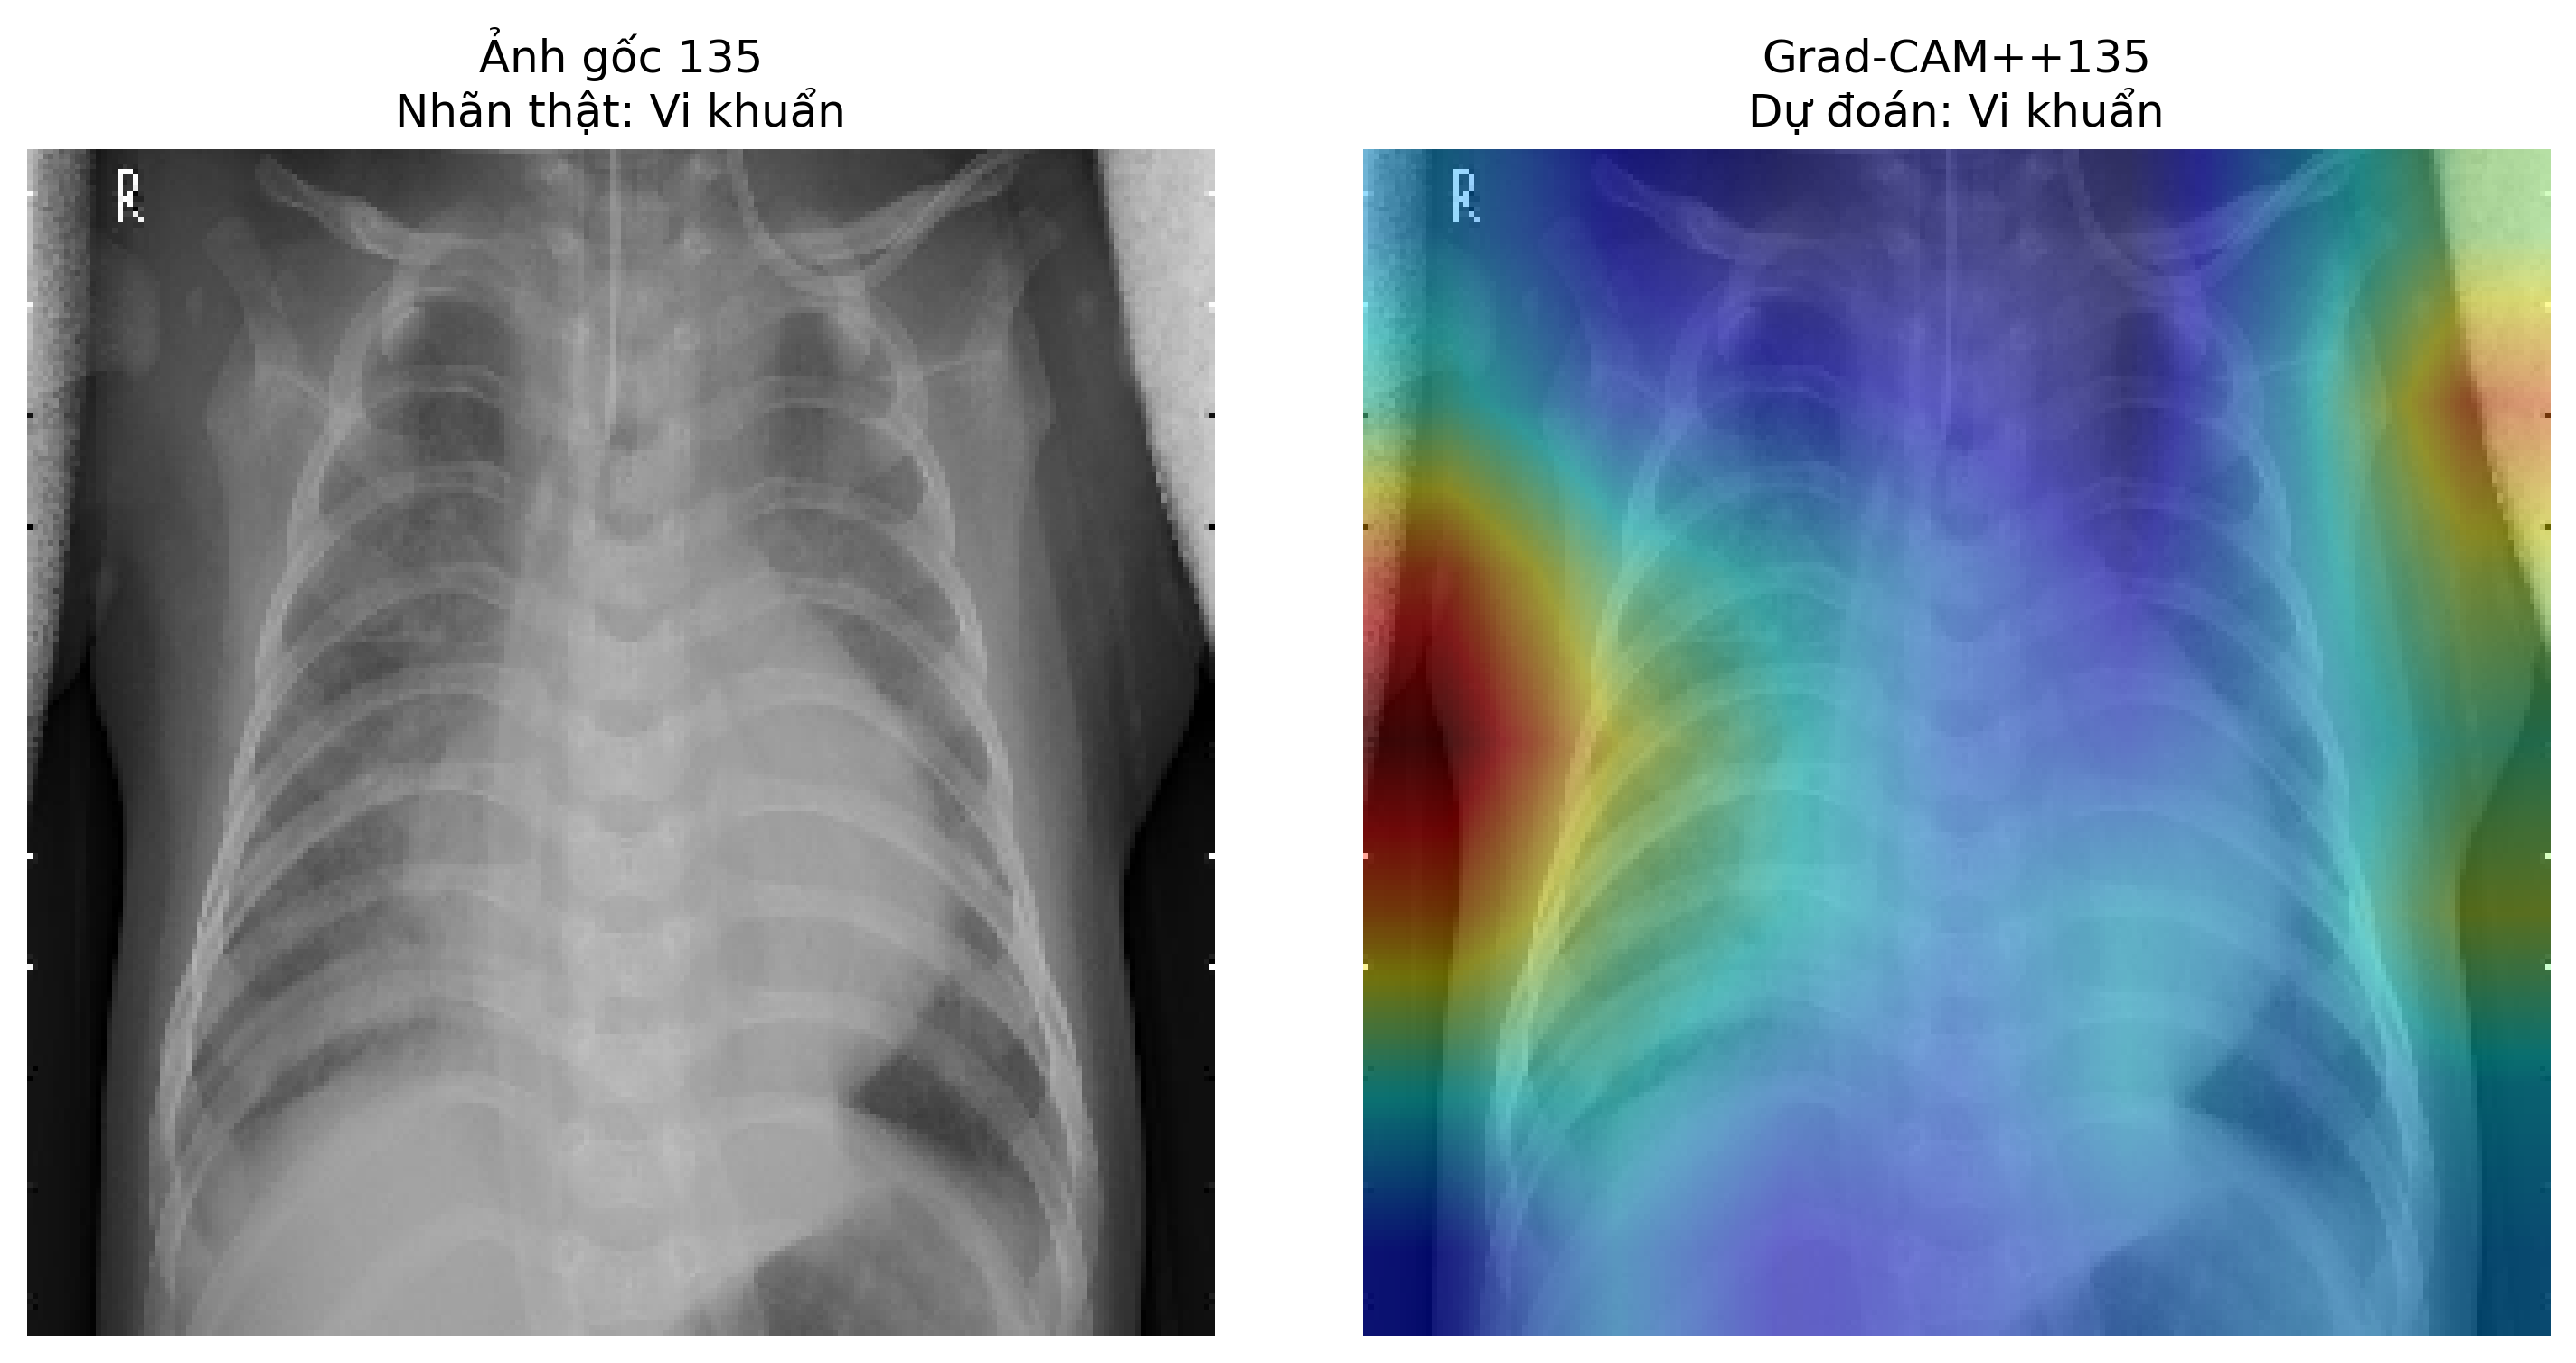 Ảnh gốc 135
Nhãn thật: Vi khuẩn
Grad-CAM++135
Dự đoán: Vi khuẩn
R
R